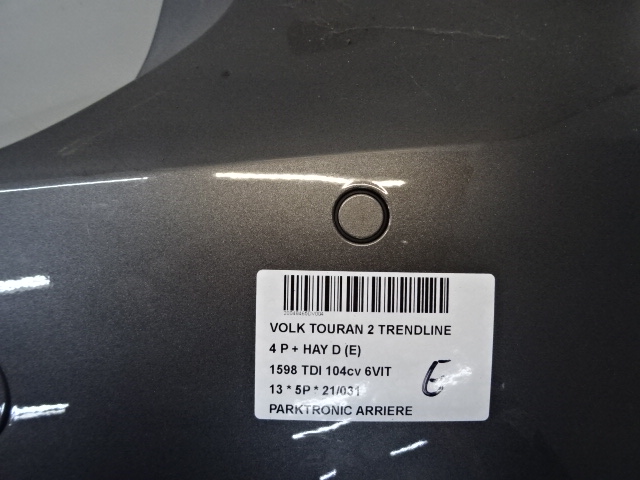 VOLK TOURAN 2 TRENDLINE
4 P + HAY D (E)
1598 TDI 104cv 6VIT
13 * 5P * 21/031
PARKTRONIC ARRIERE
E